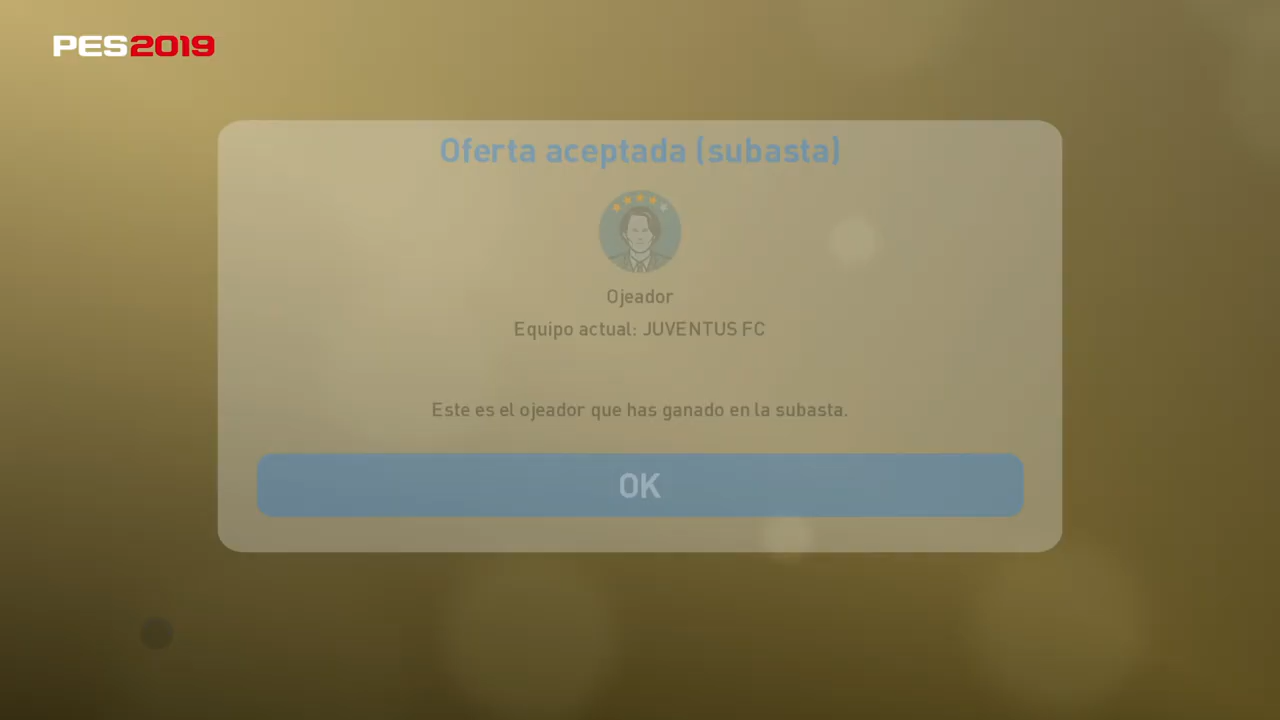 PES2019
Oferta aceptada (subasta)
Ojeador
Equipo actual: JUVENTUS FC
Este es el ojeador que has ganado en la subasta.
OK